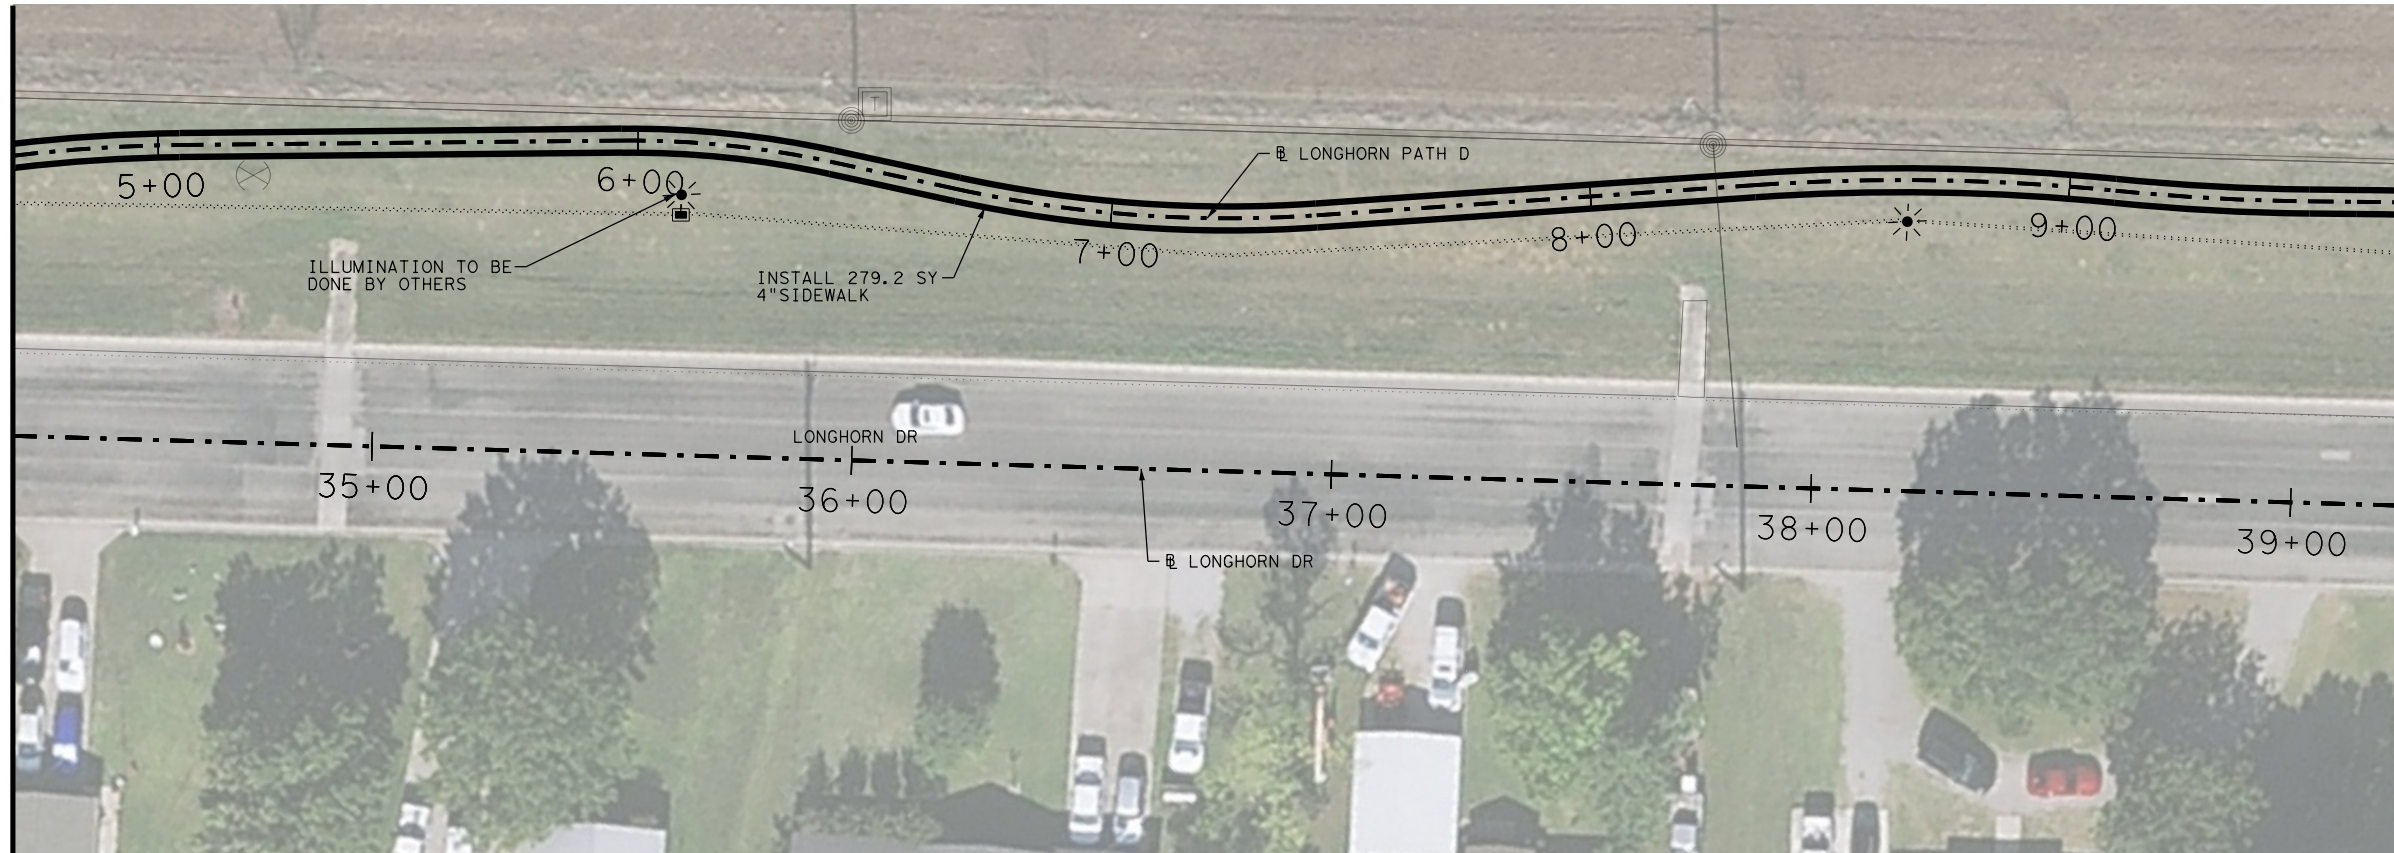 T
℄ LONGHORN PATH D
5+00
6+00
7+00
8+00
9+00
ILLUMINATION TO BE
DONE BY OTHERS
INSTALL 279.2 SY
4"SIDEWALK
LONGHORN DR
35+00
36+00
37+00
38+00
39+00
℄ LONGHORN DR